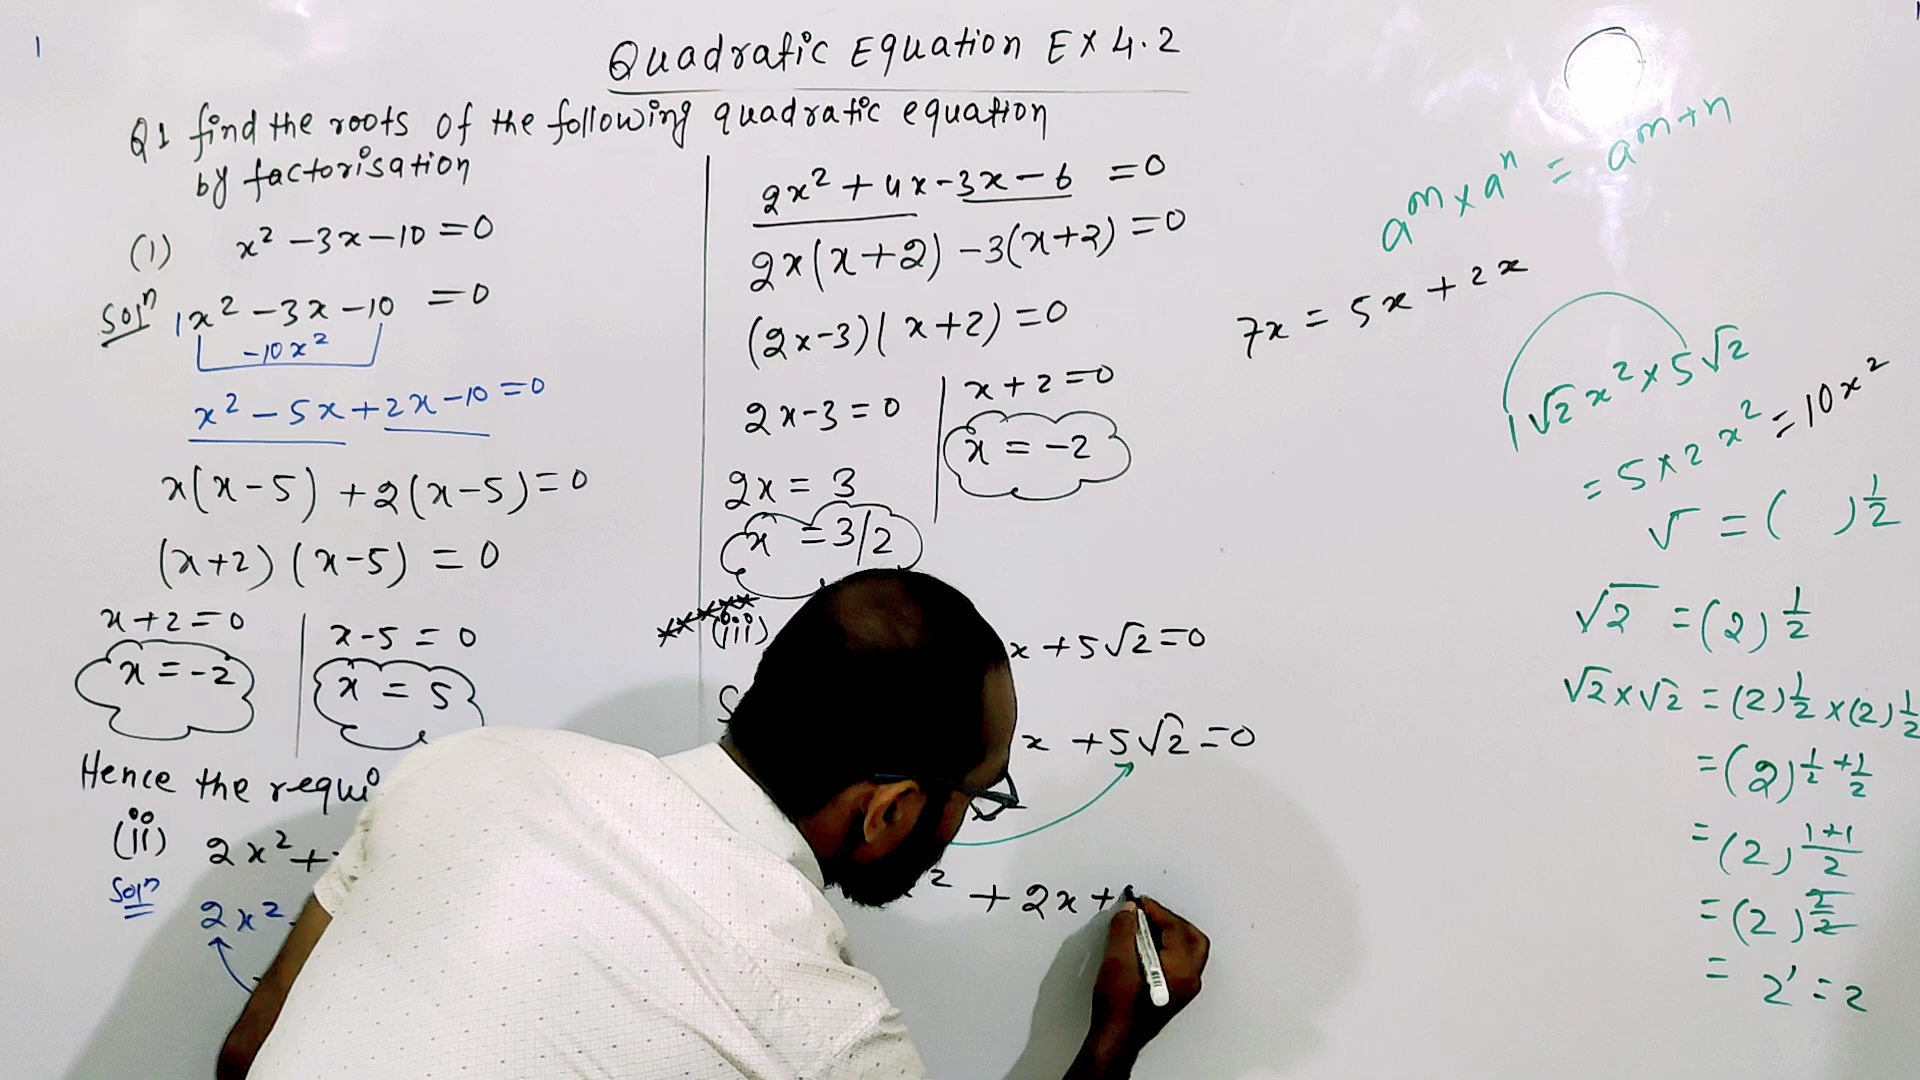 Quadratic Equation EX 4.2
Q1 find the roots of the following quadratic equation
by factorisation
(1) x² - 3x - 10 = 0
Solⁿ 1x² - 3x - 10 = 0
-10x²
x² - 5x + 2x - 10 = 0
x(x - 5) + 2(x - 5) = 0
(x+2) (x-5) = 0
x + 2 = 0
x = -2
x - 5 = 0
x = 5
Hence the requi
(ii) 2x² +
Solⁿ 2x²
2x² + 4x - 3x - 6 = 0
2x(x+2) - 3(x+2) = 0
(2x-3)(x+2) = 0
2x - 3 = 0
2x = 3
x = 3/2
x + 2 = 0
x = -2
(iii) x + 5√2 = 0
S x + 5√2 = 0
x² + 2x +
aᵐ × aⁿ = aᵐ⁺ⁿ
7x = 5x + 2x
1√2 x² × 5√2
= 5 × 2 x² = 10x²
√ = ( )^½
√2 = (2)^½
√2 × √2 = (2)^½ × (2)^½
= (2)^½ + ½
= (2)^(1+1)/2
= (2)^2/2
= 2¹ = 2